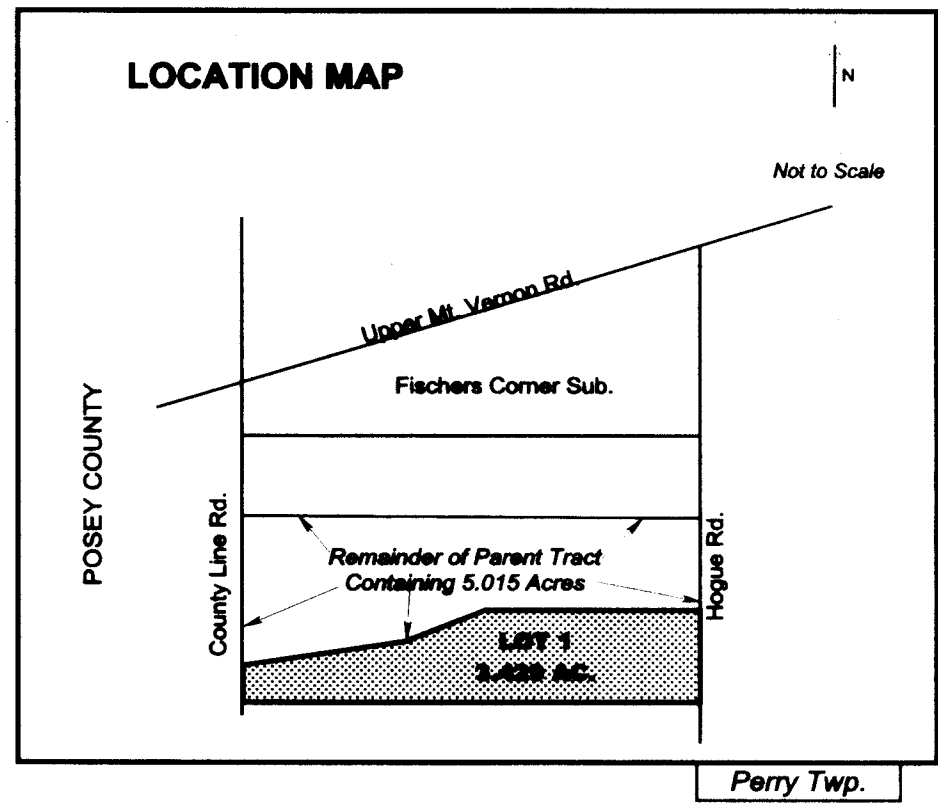 LOCATION MAP
N
Not to Scale
Upper Mt. Vernon Rd.
Fischers Corner Sub.
POSEY COUNTY
County Line Rd.
Hogue Rd.
Remainder of Parent Tract
Containing 5.015 Acres
LOT 1
AC.
Perry Twp.